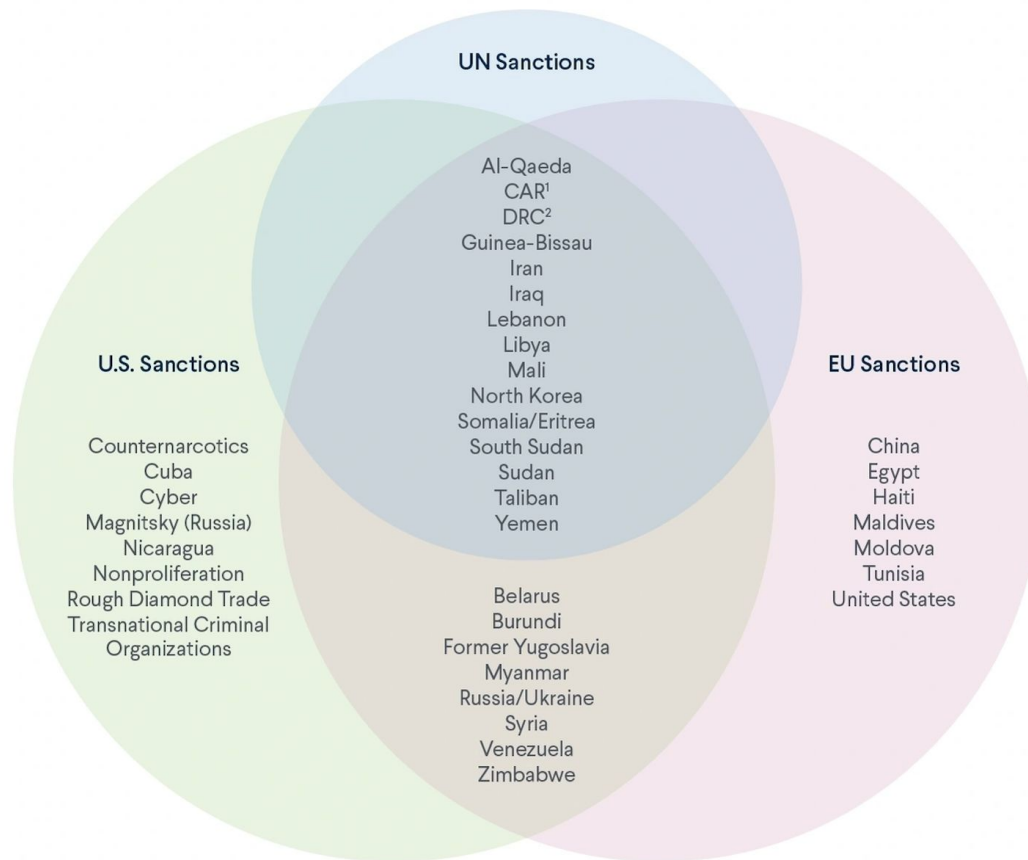 UN Sanctions
Al-Qaeda
CAR¹
DRC²
Guinea-Bissau
Iran
Iraq
Lebanon
Libya
Mali
North Korea
Somalia/Eritrea
South Sudan
Sudan
Taliban
Yemen
U.S. Sanctions
Counternarcotics
Cuba
Cyber
Magnitsky (Russia)
Nicaragua
Nonproliferation
Rough Diamond Trade
Transnational Criminal
Organizations
EU Sanctions
China
Egypt
Haiti
Maldives
Moldova
Tunisia
United States
Belarus
Burundi
Former Yugoslavia
Myanmar
Russia/Ukraine
Syria
Venezuela
Zimbabwe